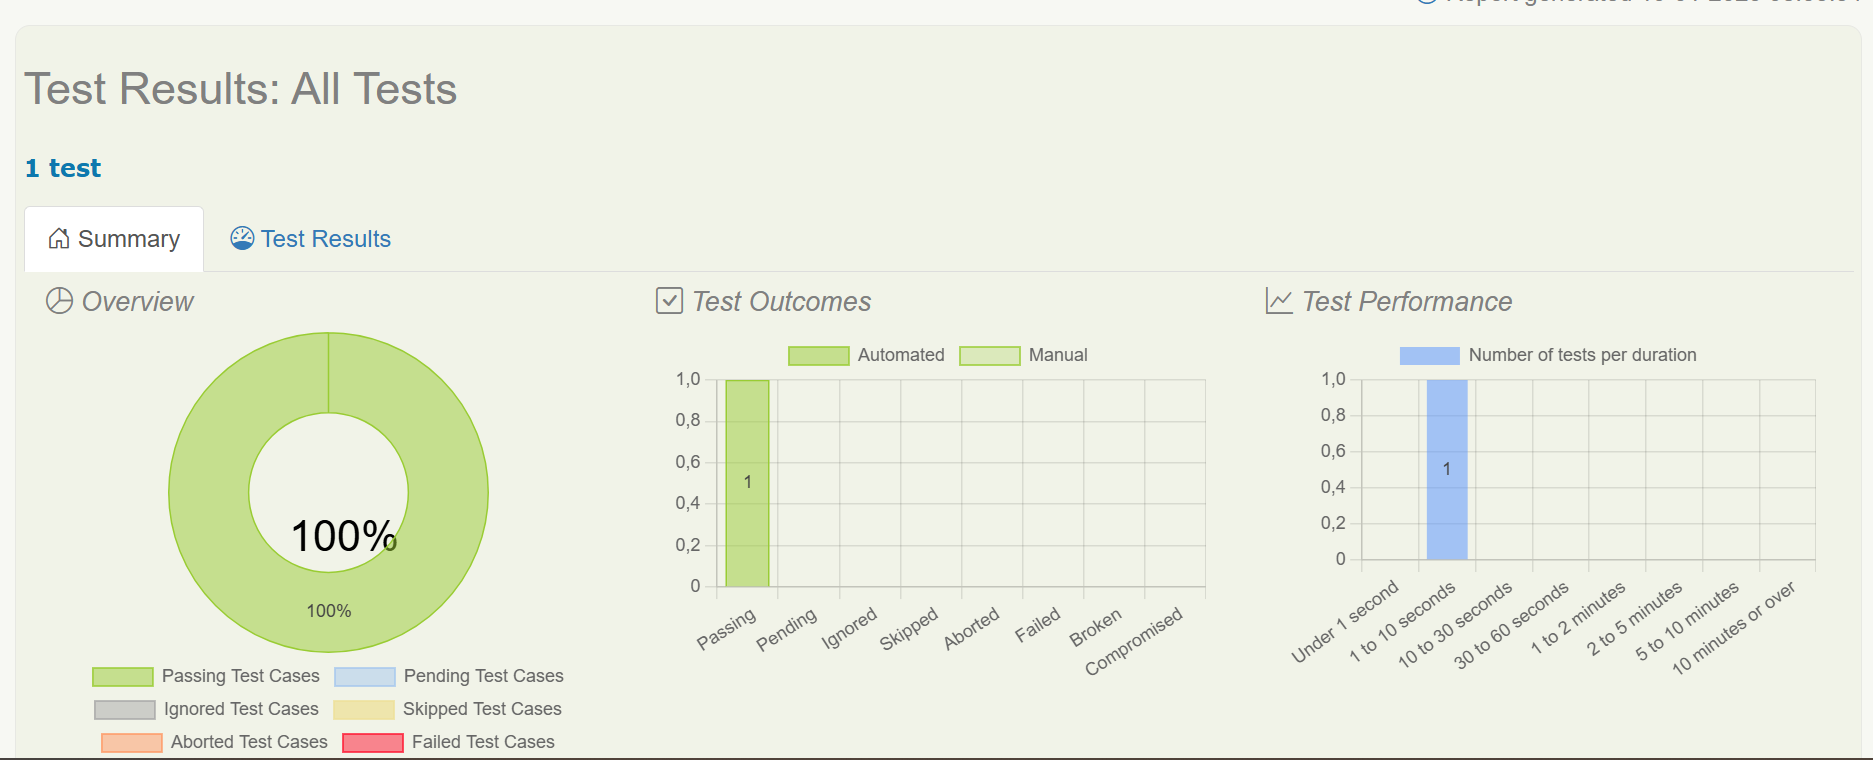 Test Results: All Tests
1 test
Summary
Test Results
Overview
100%
100%
Passing Test Cases
Pending Test Cases
Ignored Test Cases
Skipped Test Cases
Aborted Test Cases
Failed Test Cases
Test Outcomes
Automated
Manual
1,0
0,8
0,6
0,4
0,2
0
1
Passing
Pending
Ignored
Skipped
Aborted
Failed
Broken
Compromised
Test Performance
Number of tests per duration
1,0
0,8
0,6
0,4
0,2
0
1
Under 1 second
1 to 10 seconds
10 to 30 seconds
30 to 60 seconds
1 to 2 minutes
2 to 5 minutes
5 to 10 minutes
10 minutes or over